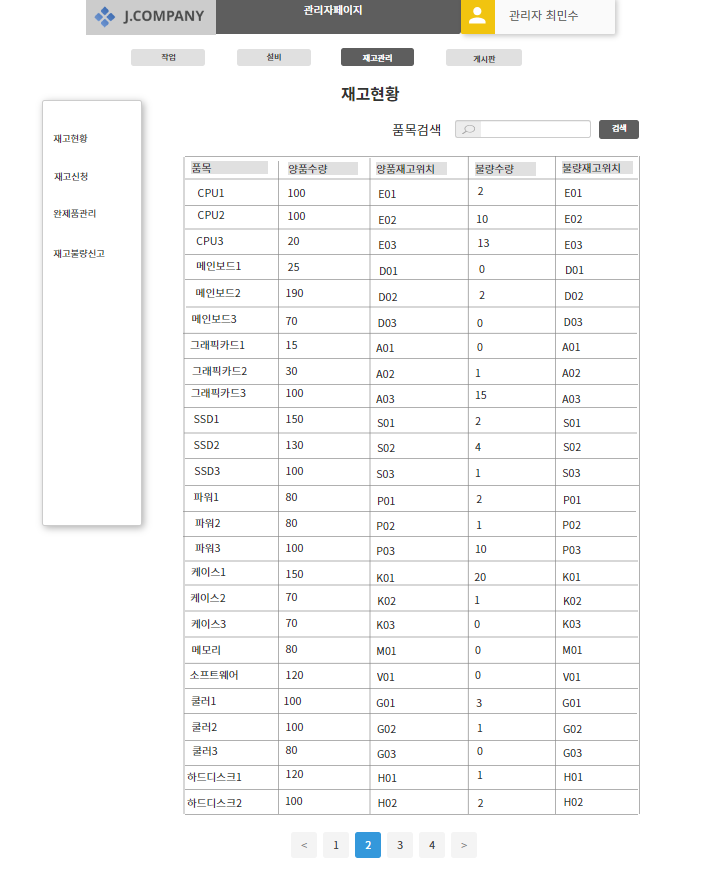 J.COMPANY 관리자페이지 관리자 최민수
작업 설비 재고관리 게시판
재고현황
품목검색 검색
재고현황
재고신청
완제품관리
재고불량신고
품목 양품수량 양품재고위치 불량수량 불량재고위치
CPU1 100 E01 2 E01
CPU2 100 E02 10 E02
CPU3 20 E03 13 E03
메인보드1 25 D01 0 D01
메인보드2 190 D02 2 D02
메인보드3 70 D03 0 D03
그래픽카드1 15 A01 0 A01
그래픽카드2 30 A02 1 A02
그래픽카드3 100 A03 15 A03
SSD1 150 S01 2 S01
SSD2 130 S02 4 S02
SSD3 100 S03 1 S03
파워1 80 P01 2 P01
파워2 80 P02 1 P02
파워3 100 P03 10 P03
케이스1 150 K01 20 K01
케이스2 70 K02 1 K02
케이스3 70 K03 0 K03
메모리 80 M01 0 M01
소프트웨어 120 V01 0 V01
쿨러1 100 G01 3 G01
쿨러2 100 G02 1 G02
쿨러3 80 G03 0 G03
하드디스크1 120 H01 1 H01
하드디스크2 100 H02 2 H02
< 1 2 3 4 >